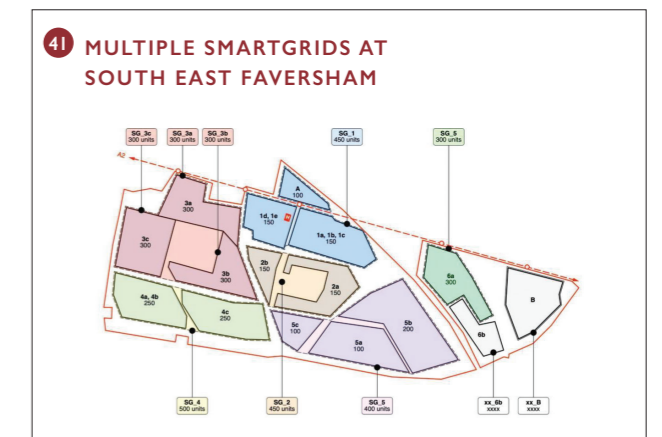 41 MULTIPLE SMARTGRIDS AT
SOUTH EAST FAVERSHAM
SG_3c
300 units
SG_3a
300 units
SG_3b
300 units
SG_1
450 units
SG_5
300 units
A2
A
100
3a
300
1d, 1e
150
1a, 1b, 1c
150
3c
300
3b
300
2b
150
2a
150
6a
300
B
4a, 4b
250
4c
250
5c
100
5b
200
5a
100
6b
SG_4
500 units
SG_2
450 units
SG_5
400 units
xx_6b
xxxx
xx_B
xxxx